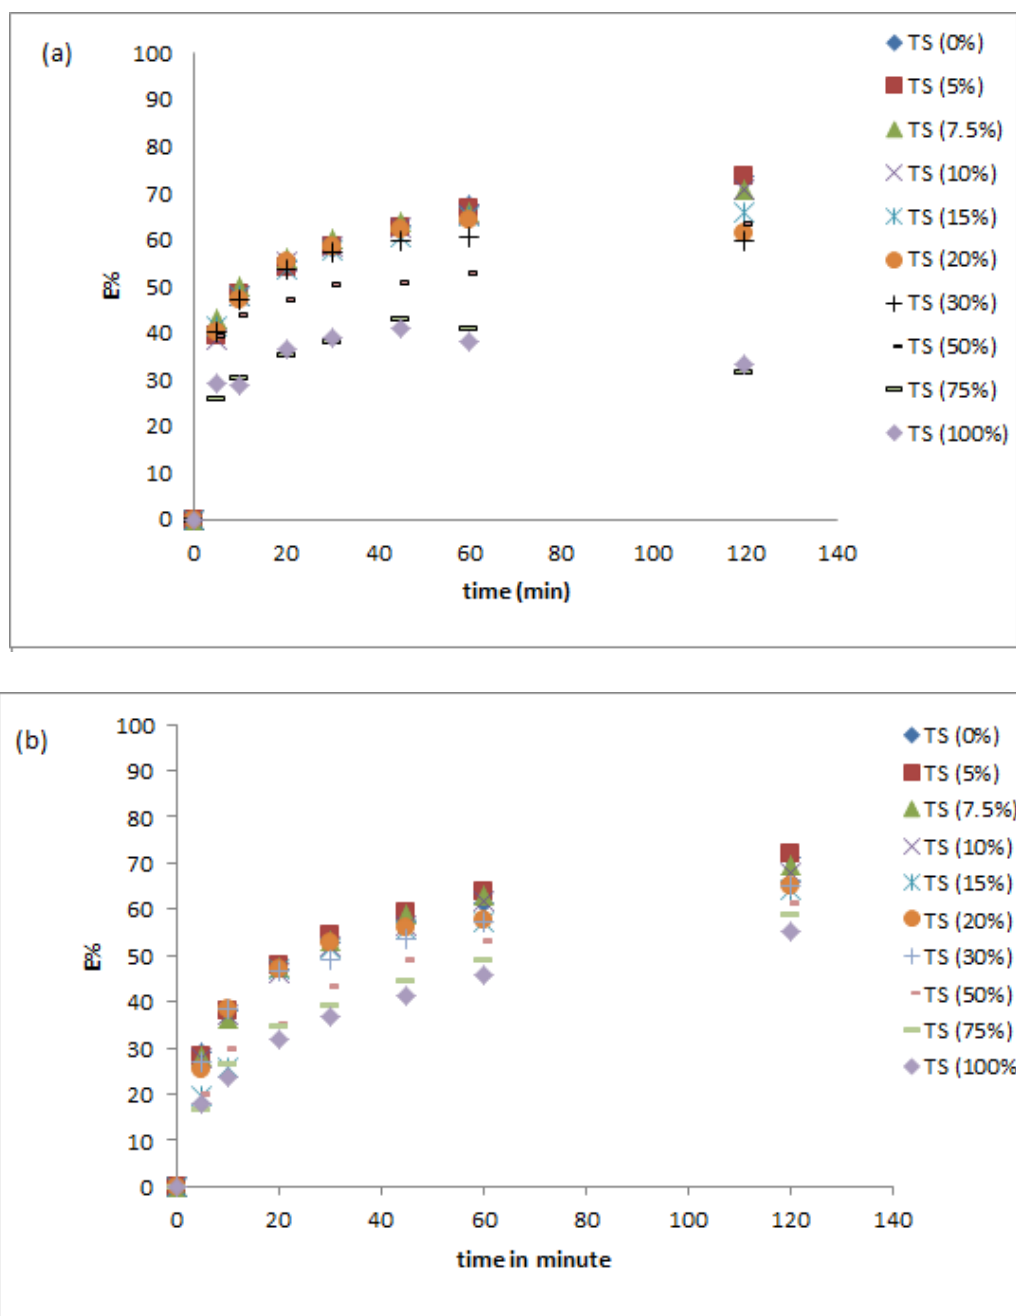 (a)
100
90
80
70
60
50
40
30
20
10
0
E%
0 20 40 60 80 100 120 140
time (min)
TS (0%)
TS (5%)
TS (7.5%)
TS (10%)
TS (15%)
TS (20%)
TS (30%)
TS (50%)
TS (75%)
TS (100%)
(b)
100
90
80
70
60
50
40
30
20
10
0
E%
0 20 40 60 80 100 120 140
time in minute
TS (0%)
TS (5%)
TS (7.5%)
TS (10%)
TS (15%)
TS (20%)
TS (30%)
TS (50%)
TS (75%)
TS (100%